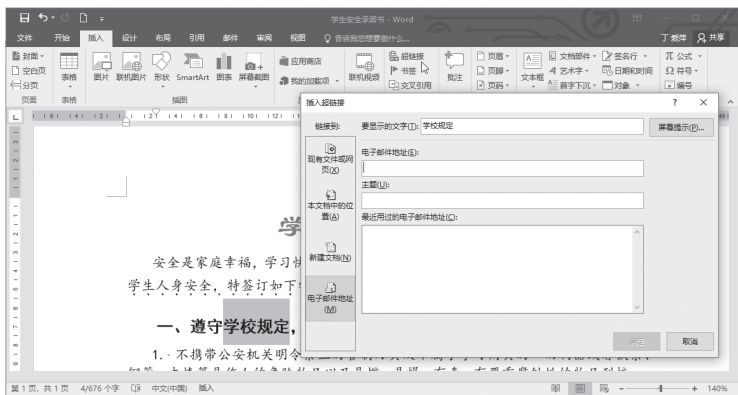 学生安全承诺书 - Word
文件 开始 插入 设计 布局 引用 邮件 审阅 视图 告诉我您想要做什么... 丁爱萍 共享
封面 空白页 分页
页面
表格
表格
图片 联机图片 形状 SmartArt 图表 屏幕截图
插图
应用商店
我的加载项
联机视频
超链接
书签
交叉引用
批注
页眉
页脚
页码
文本框
文档部件 签名行
艺术字 日期和时间
首字下沉 对象
公式
符号
编号
插入超链接 ? ×
链接到: 要显示的文字(T): 学校规定 屏幕提示(P)...
现有文件或网页(X)
本文档中的位置(A)
新建文档(N)
电子邮件地址(M)
电子邮件地址(E):
主题(U):
最近用过的电子邮件地址(C):
确定 取消
学
安全是家庭幸福，学习快
学生人身安全，特签订如下
一、遵守学校规定，
1. 不携带公安机关明令
第1页，共1页 4/676个字 中文(中国) 插入 140%